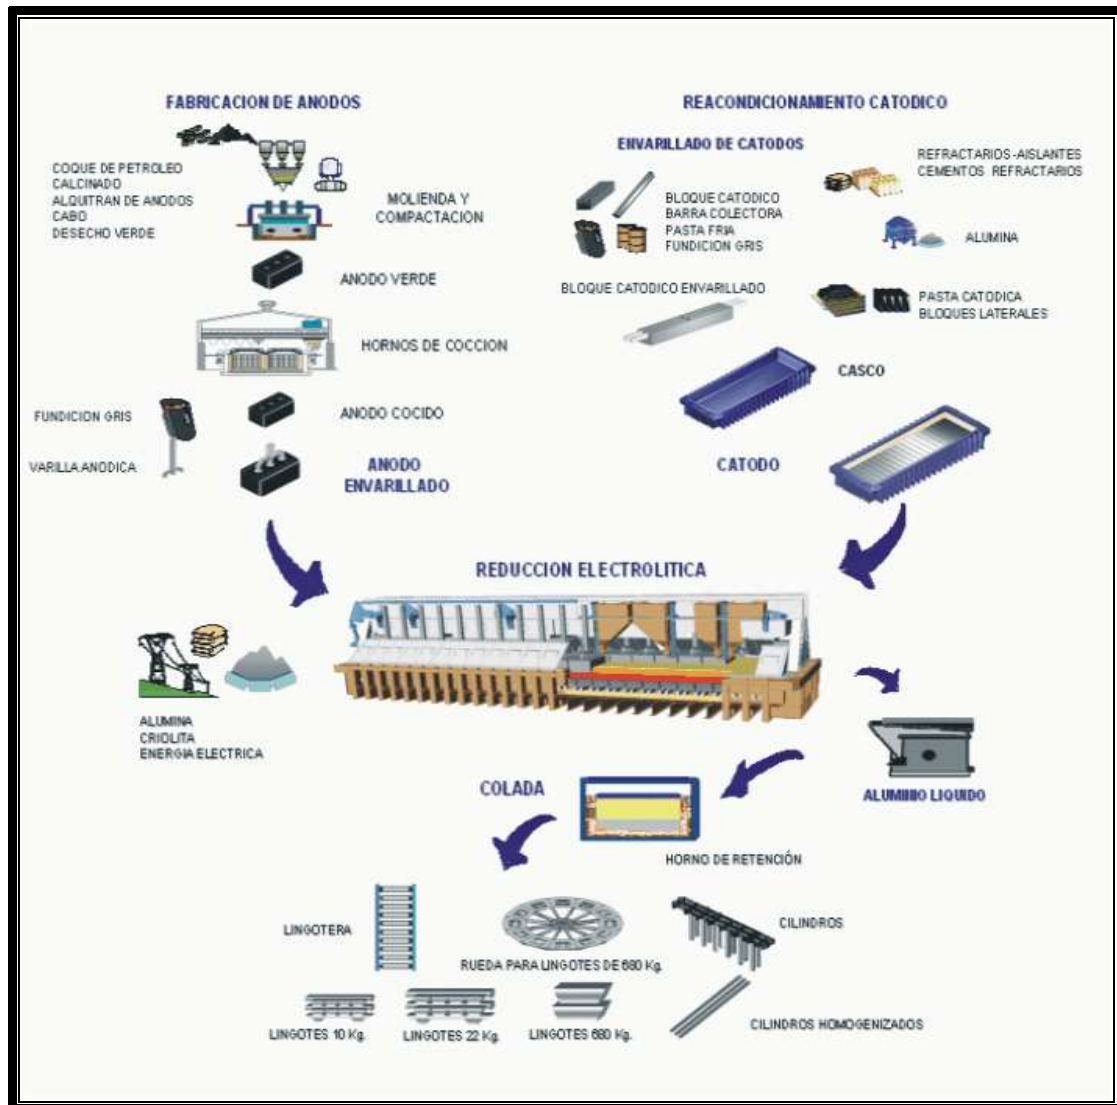 FABRICACION DE ANODOS
COQUE DE PETROLEO
CALCINADO
ALQUITRAN DE ANODOS
CABO
DESECHO VERDE
MOLIENDA Y
COMPACTACION
ANODO VERDE
HORNOS DE COCCION
FUNDICION GRIS
ANODO COCIDO
VARILLA ANODICA
ANODO
ENVARILLADO
REACONDICIONAMIENTO CATODICO
ENVARILLADO DE CATODOS
REFRACTARIOS -AISLANTES
CEMENTOS REFRACTARIOS
BLOQUE CATODICO
BARRA COLECTORA
PASTA FRIA
FUNDICION GRIS
ALUMINA
BLOQUE CATODICO ENVARILLADO
PASTA CATODICA
BLOQUES LATERALES
CASCO
CATODO
REDUCCION ELECTROLITICA
ALUMINA
CRIOLITA
ENERGIA ELECTRICA
ALUMINIO LIQUIDO
COLADA
HORNO DE RETENCIÓN
LINGOTERA
RUEDA PARA LINGOTES DE 680 Kg.
CILINDROS
LINGOTES 10 Kg.
LINGOTES 22 Kg.
LINGOTES 680 Kg.
CILINDROS HOMOGENIZADOS